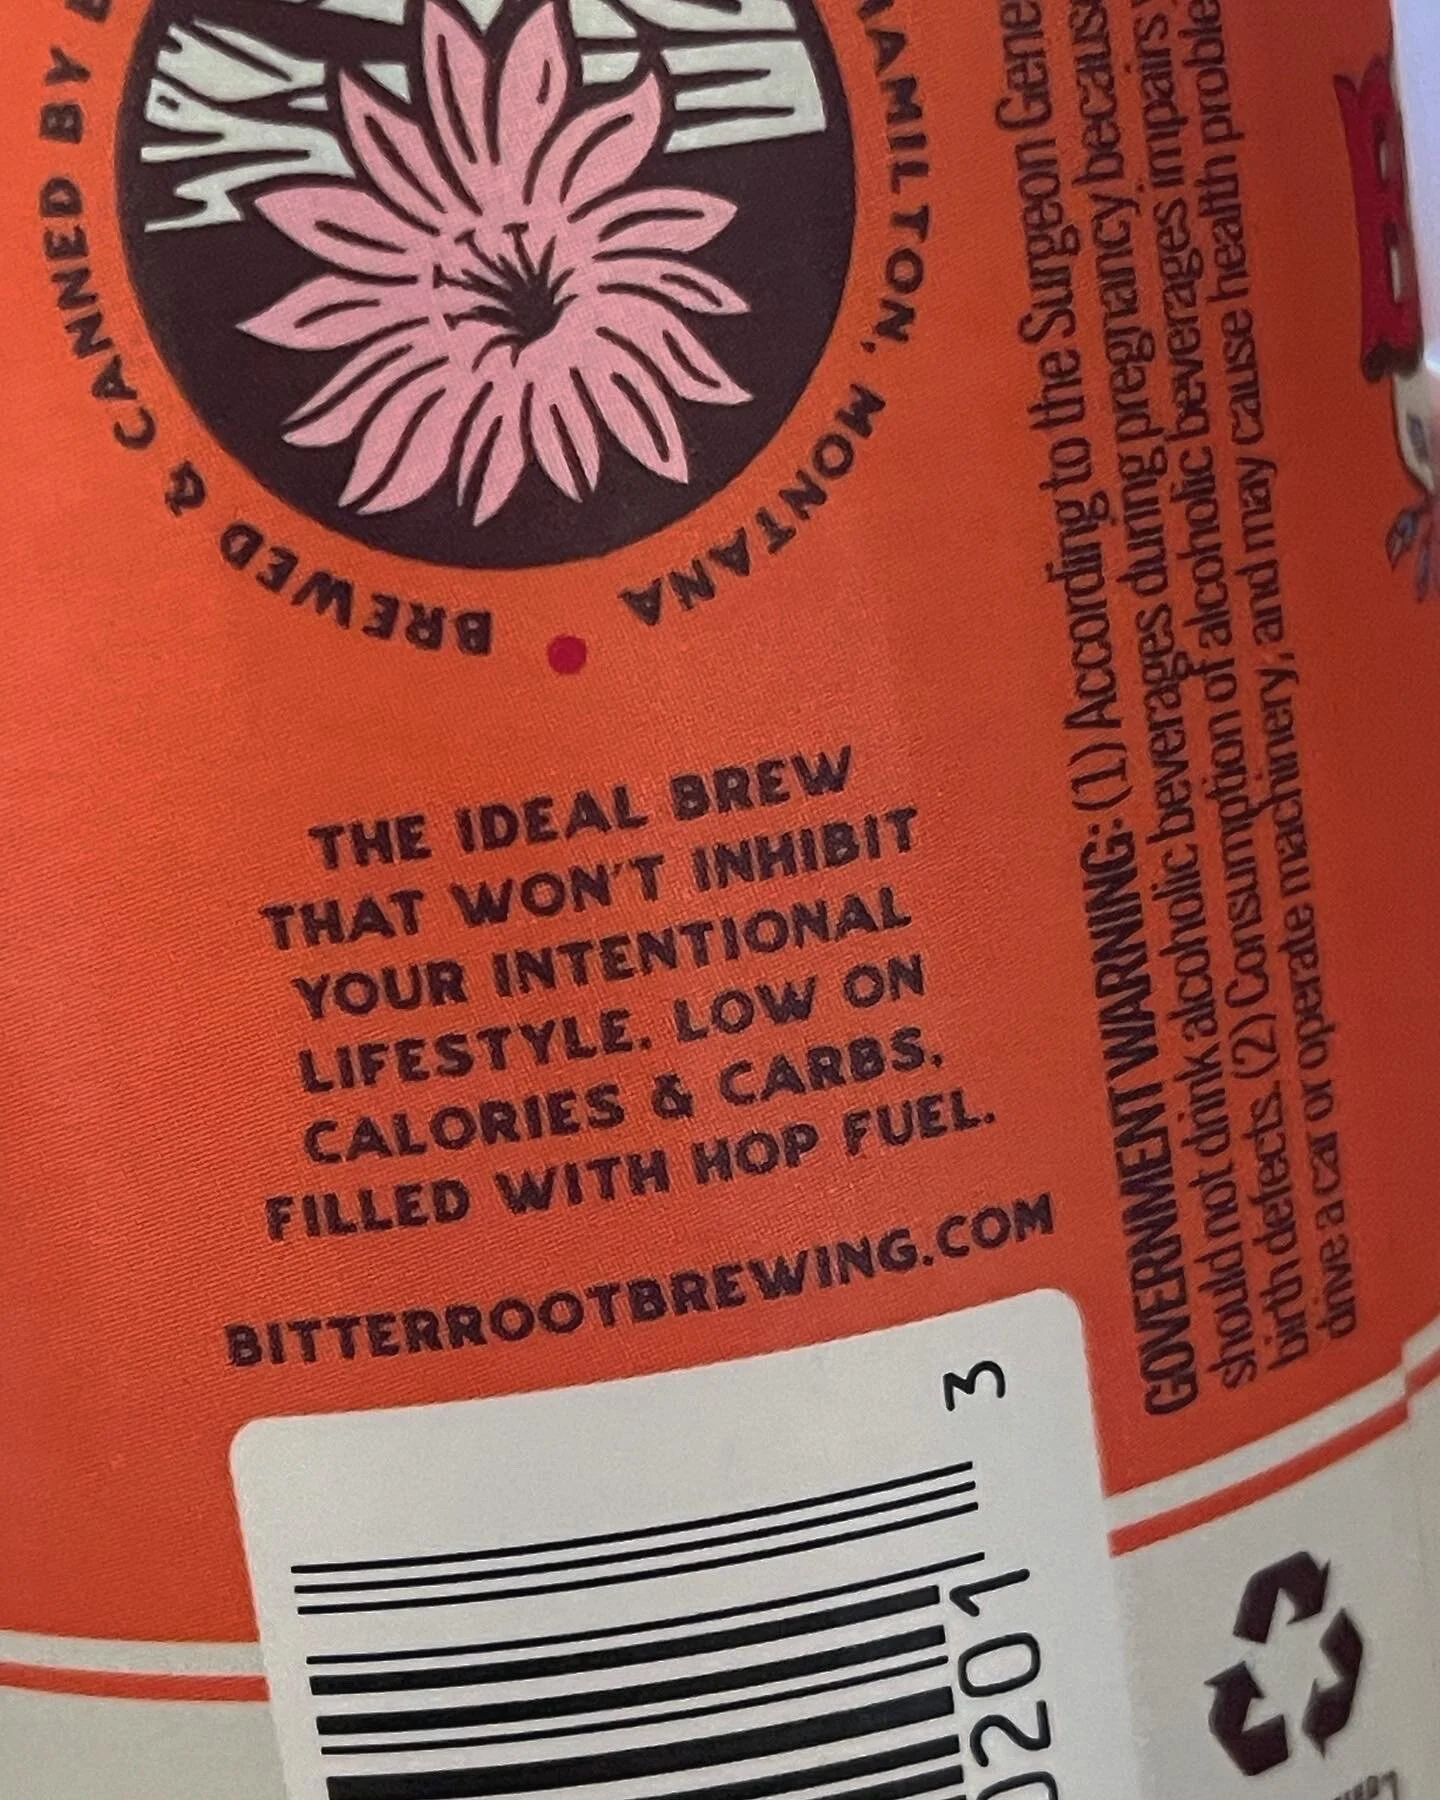 BREWED & CANNED BY
HAMILTON, MONTANA
THE IDEAL BREW
THAT WON'T INHIBIT
YOUR INTENTIONAL
LIFESTYLE. LOW ON
CALORIES & CARBS,
FILLED WITH HOP FUEL.
BITTERROOTBREWING.COM
GOVERNMENT WARNING: (1) According to the Surgeon
should not drink alcoholic beverages during pregnancy because
birth defects. (2) Consumption of alcoholic beverages impairs
drive a car or operate machinery, and may cause health
0201 3